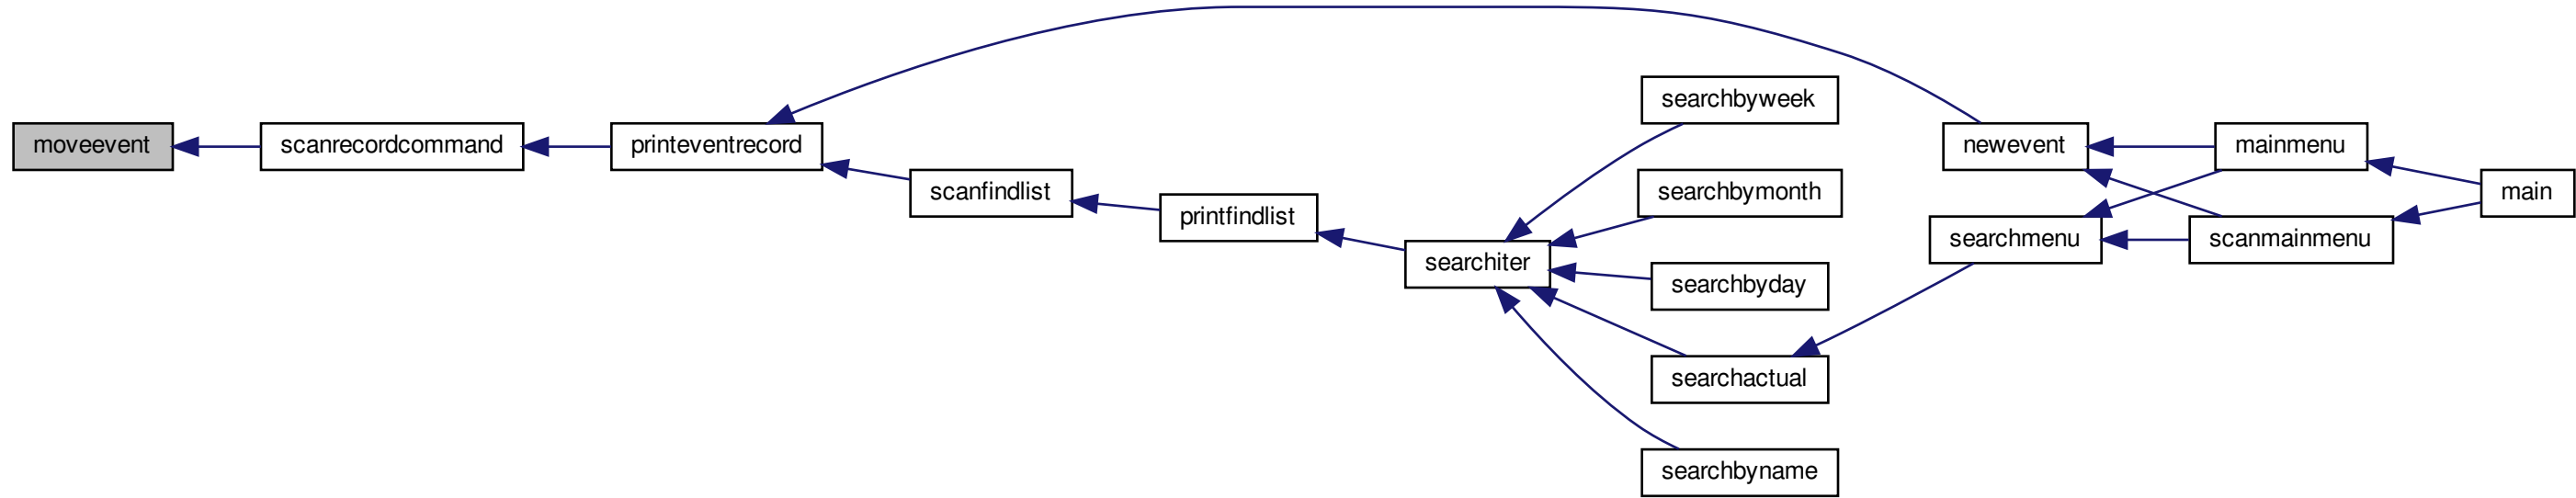 moveevent
scanrecordcommand
printeventrecord
scanfindlist
printfindlist
searchiter
searchbyweek
searchbymonth
searchbyday
searchactual
searchbyname
newevent
searchmenu
mainmenu
scanmainmenu
main